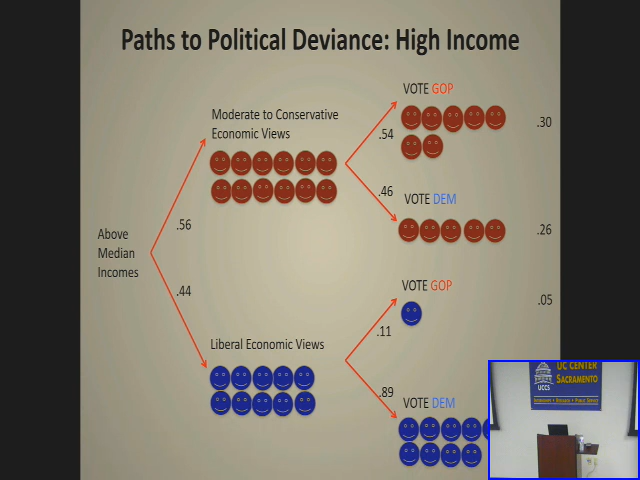 Paths to Political Deviance: High Income
VOTE GOP
Moderate to Conservative
Economic Views
.54
.30
.46
VOTE DEM
.56
Above
Median
Incomes
.26
.44
VOTE GOP
.05
.11
Liberal Economic Views
.89
VOTE DEM
UC CENTER
SACRAMENTO
UCCS